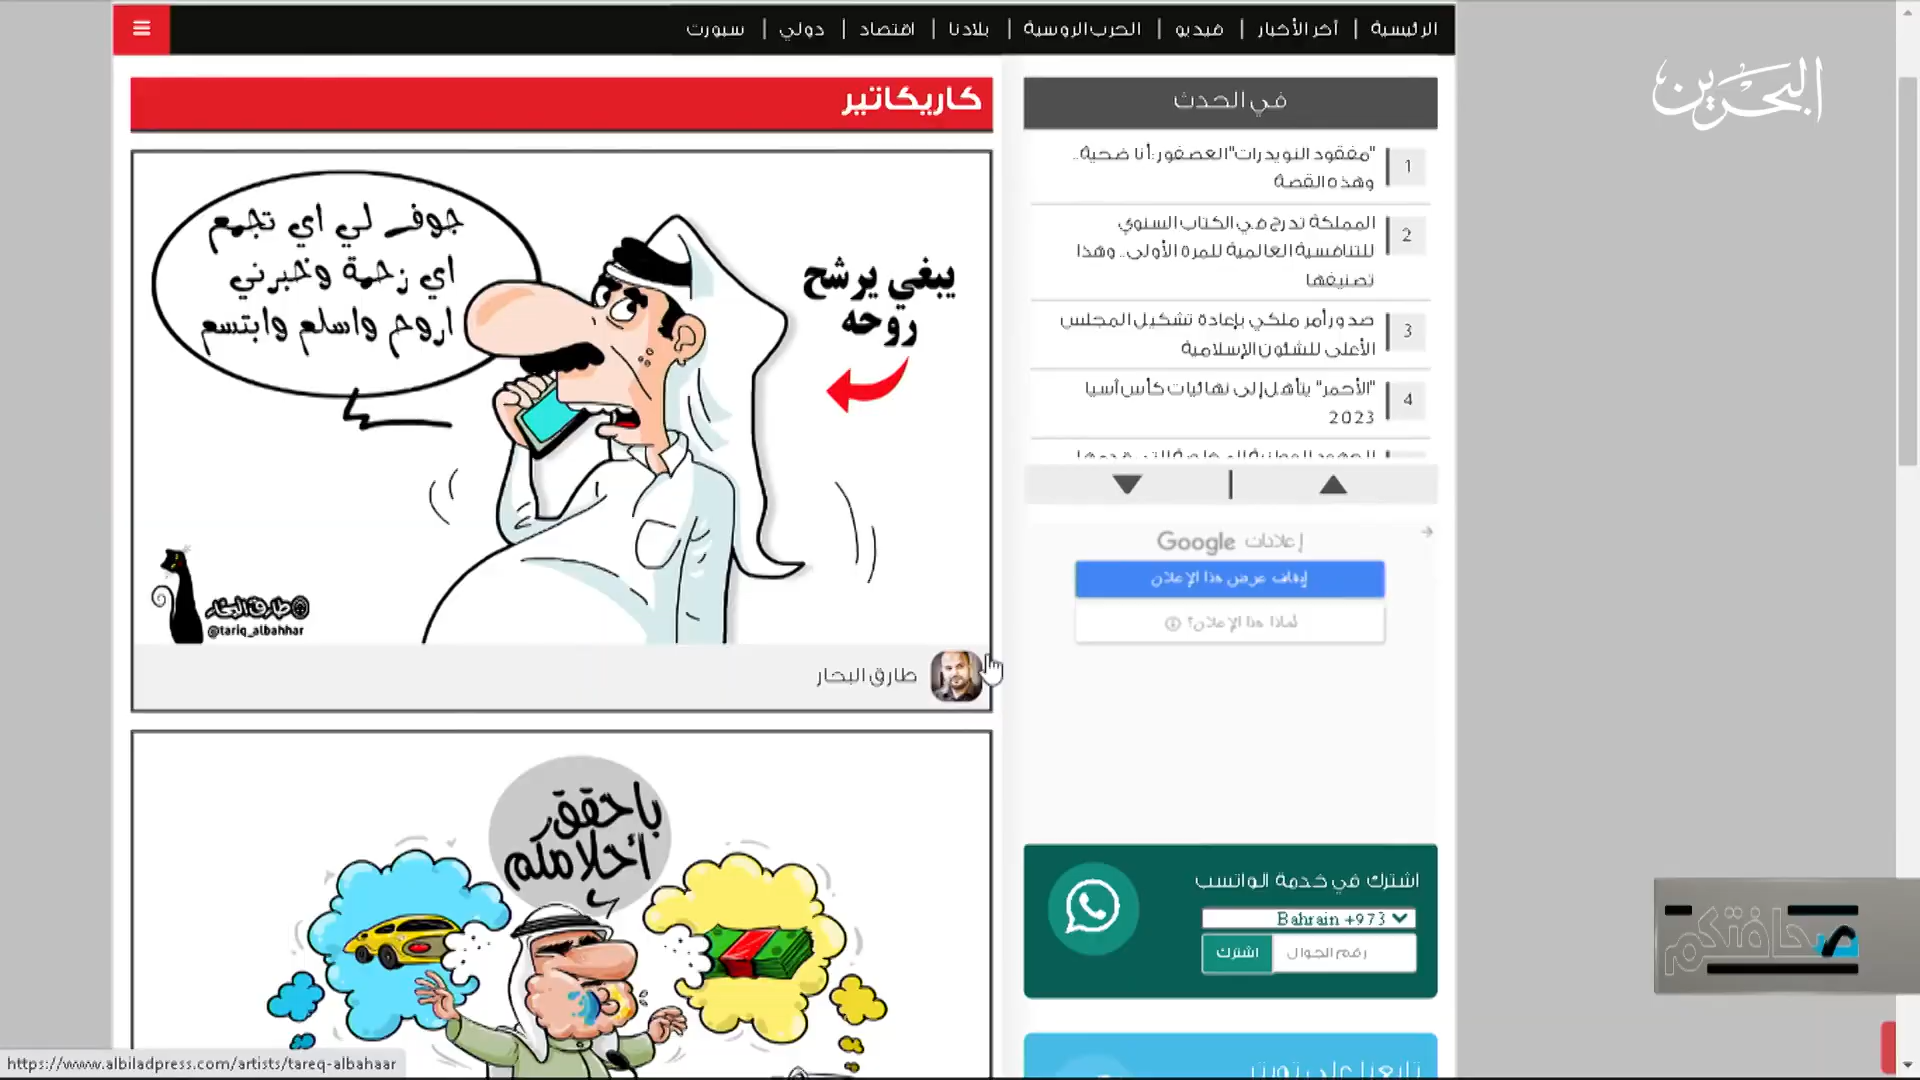 الرئيسية | آخر الأخبار | فيديو | الحرب الروسية | بلادنا | اقتصاد | دولي | سبورت
البحرين
كاريكاتير
جوف لي اي تجمع
اي زحمة وخبرني
اروح واسلم وابتسم
يبغي يرشح
روحه
طارق البحار
@tariq_albahhar
طارق البحار
باحقق
أحلامكم
في الحدث
1
"مفقود النويدرات" العصفور: أنا ضحية..
وهذه القصة
2
المملكة تدرج في الكتاب السنوي
للتنافسية العالمية للمرة الأولى.. وهذا
تصنيفها
3
صدور أمر ملكي بإعادة تشكيل المجلس
الأعلى للشئون الإسلامية
4
"الأحمر" يتأهل إلى نهائيات كأس آسيا
2023
إعلانات Google
إيقاف عرض هذا الإعلان
لماذا هذا الإعلان؟
اشترك في خدمة الواتسب
Bahrain +973
رقم الجوال
اشترك
تابعنا على تويتر
صحافتكم
https://www.albiladpress.com/artists/tareq-albahaar